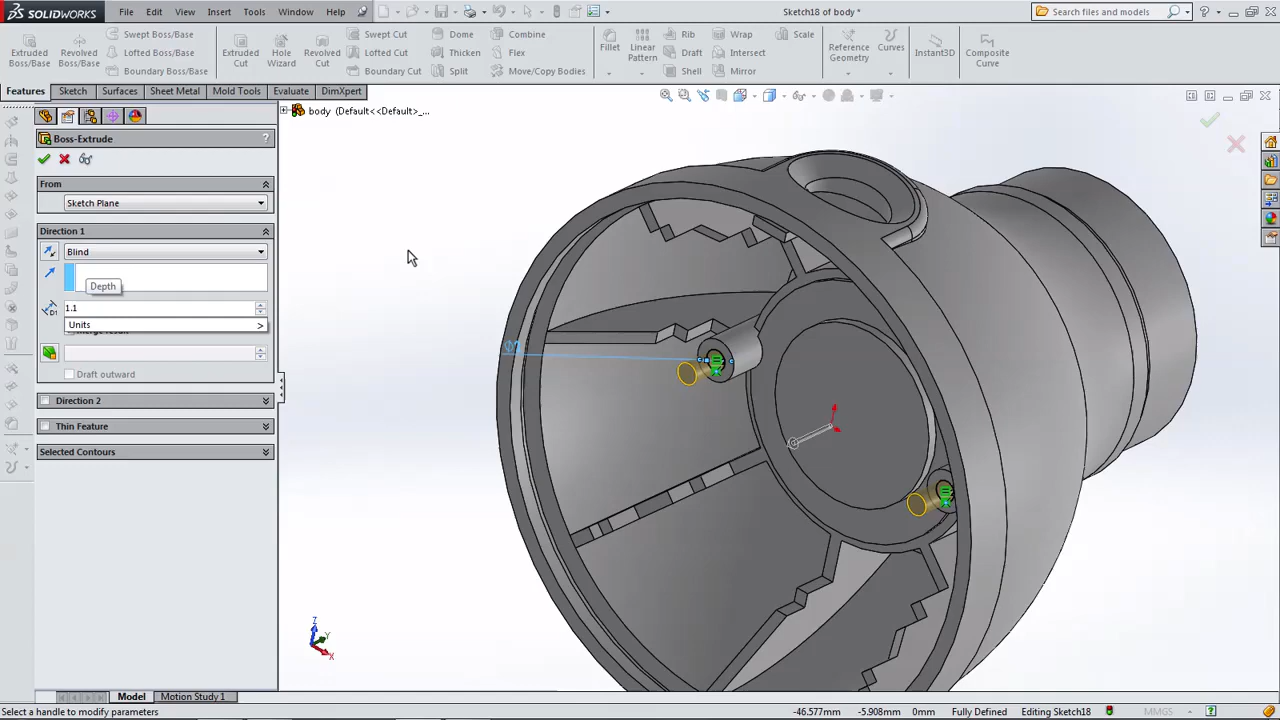 SOLIDWORKS File Edit View Insert Tools Window Help Sketch18 of body * Search files and models
Extruded Boss/Base
Revolved Boss/Base
Swept Boss/Base
Lofted Boss/Base
Boundary Boss/Base
Extruded Cut
Hole Wizard
Revolved Cut
Swept Cut
Lofted Cut
Boundary Cut
Dome
Thicken
Split
Combine
Flex
Move/Copy Bodies
Fillet
Linear Pattern
Rib
Draft
Shell
Wrap
Intersect
Mirror
Scale
Reference Geometry
Curves
Instant3D
Composite Curve
Features Sketch Surfaces Sheet Metal Mold Tools Evaluate DimXpert
body (Default<<Default>_...
Boss-Extrude ?
From
Sketch Plane
Direction 1
Blind
Depth
1.1
Units >
Draft outward
Direction 2
Thin Feature
Selected Contours
Z
Y
X
Model Motion Study 1
Select a handle to modify parameters -46.577mm -5.908mm 0mm Fully Defined Editing Sketch18 MMGS